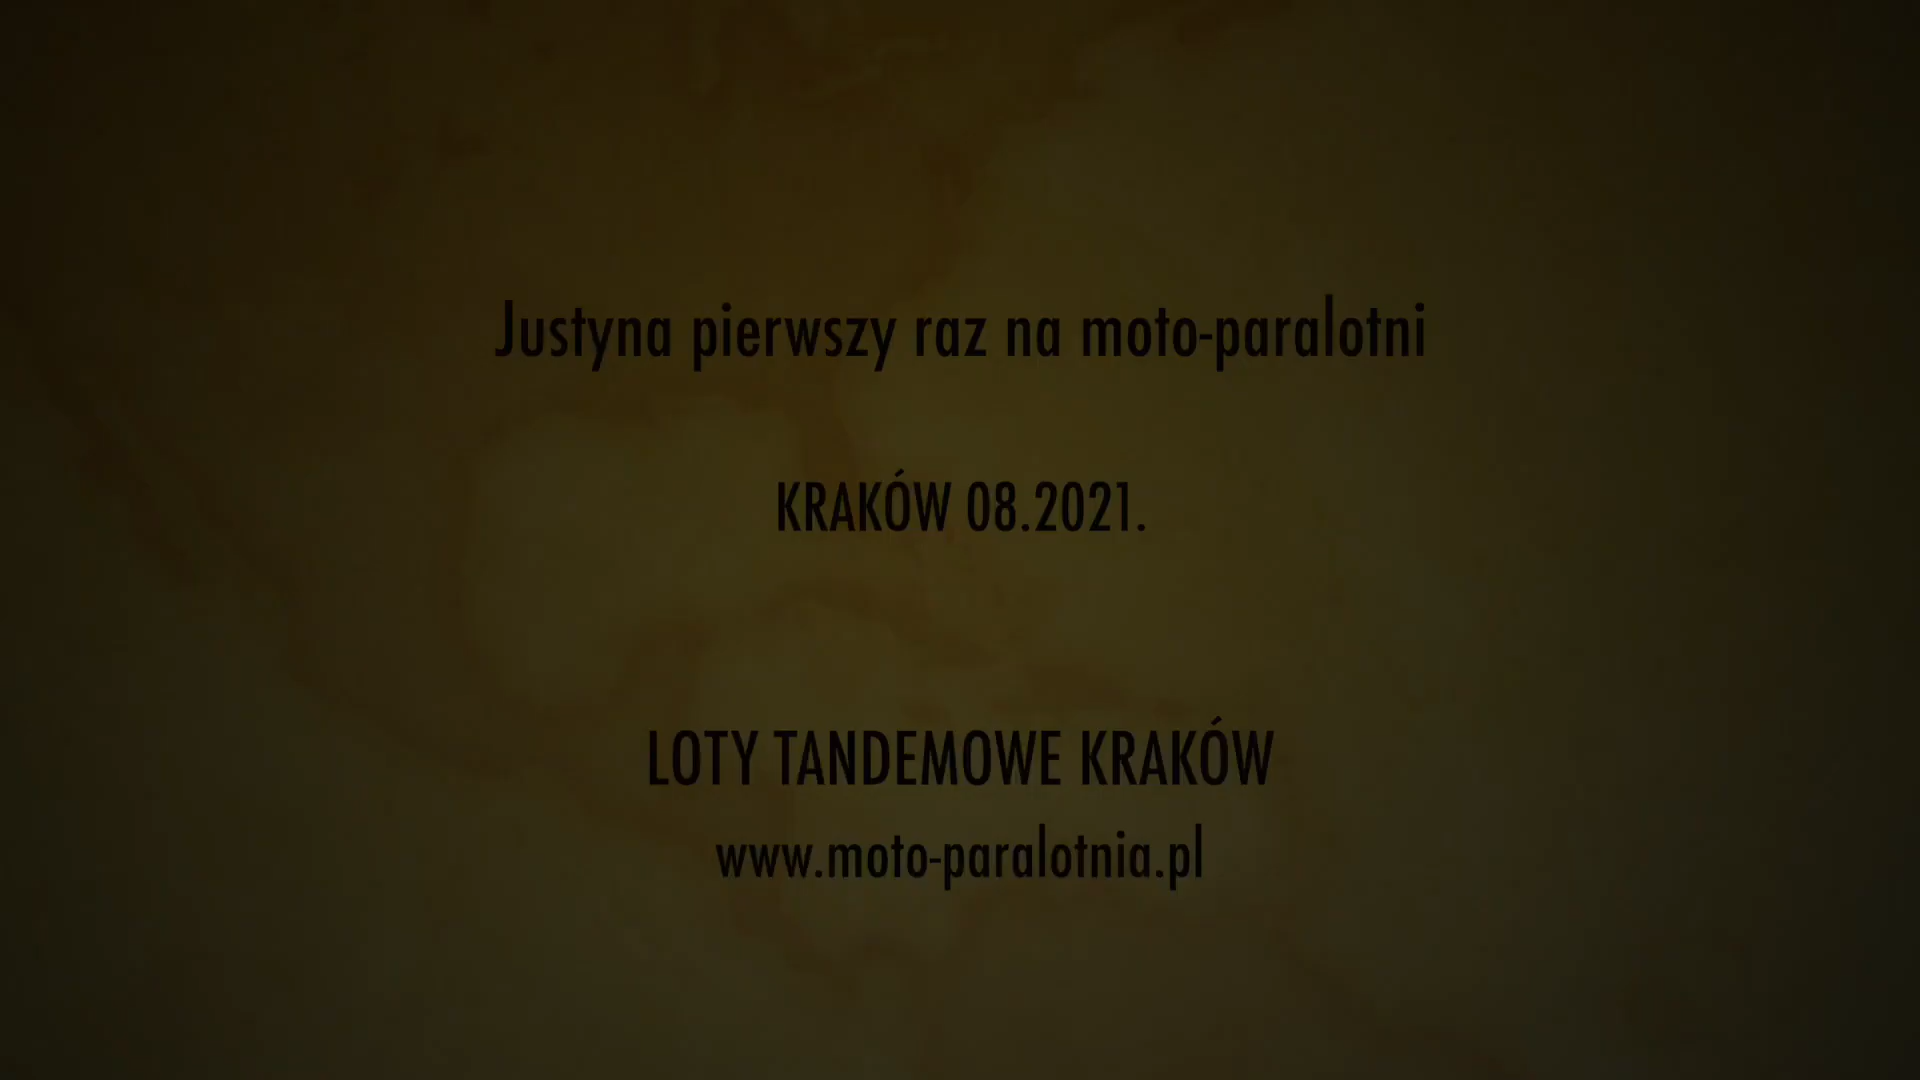 Justyna pierwszy raz na moto-paralotni
KRAKÓW 08.2021.
LOTY TANDEMOWE KRAKÓW
www.moto-paralotnia.pl